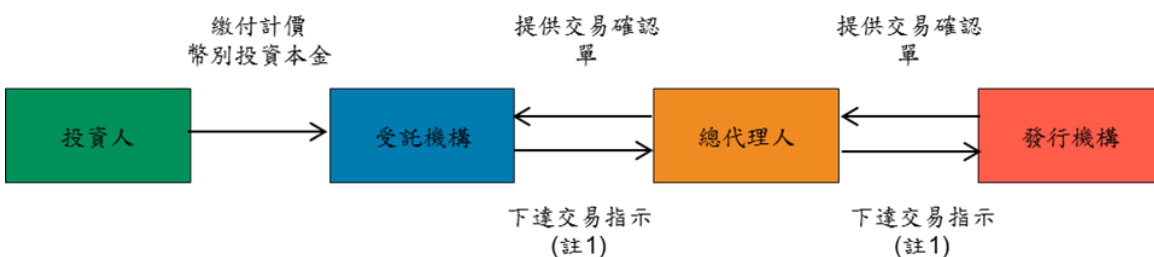 繳付計價
幣別投資本金
提供交易確認
單
提供交易確認
單
投資人
受託機構
總代理人
發行機構
下達交易指示
(註1)
下達交易指示
(註1)